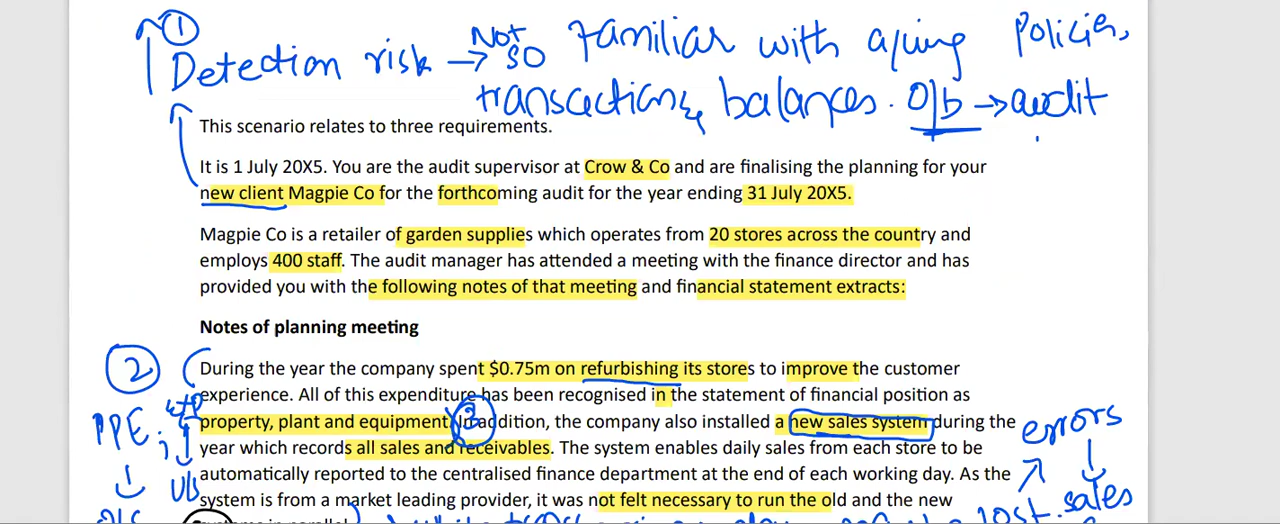 ①
Detection risk → Not so Familiar with a/cing Policies,
transactions, balances. O/b → audit
This scenario relates to three requirements.
It is 1 July 20X5. You are the audit supervisor at Crow & Co and are finalising the planning for your
new client Magpie Co for the forthcoming audit for the year ending 31 July 20X5.
Magpie Co is a retailer of garden supplies which operates from 20 stores across the country and
employs 400 staff. The audit manager has attended a meeting with the finance director and has
provided you with the following notes of that meeting and financial statement extracts:
Notes of planning meeting
②
During the year the company spent $0.75m on refurbishing its stores to improve the customer
experience. All of this expenditure has been recognised in the statement of financial position as
PPE;
property, plant and equipment. In addition, the company also installed a new sales system during the
③
errors
year which records all sales and receivables. The system enables daily sales from each store to be
automatically reported to the centralised finance department at the end of each working day. As the
U/s
system is from a market leading provider, it was not felt necessary to run the old and the new
lost sales